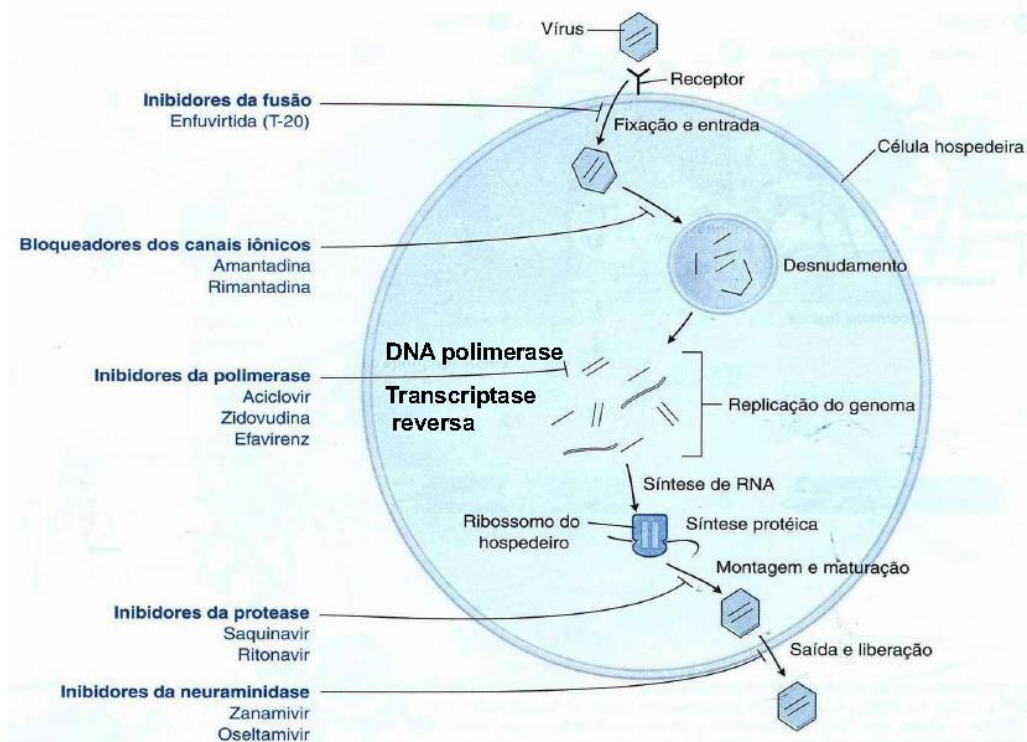 Vírus
Receptor
Inibidores da fusão
Enfuvirtida (T-20)
Fixação e entrada
Célula hospedeira
Bloqueadores dos canais iônicos
Amantadina
Rimantadina
Desnudamento
DNA polimerase
Inibidores da polimerase
Aciclovir
Zidovudina
Efavirenz
Transcriptase
reversa
Replicação do genoma
Síntese de RNA
Ribossomo do
hospedeiro
Síntese protéica
Montagem e maturação
Inibidores da protease
Saquinavir
Ritonavir
Saída e liberação
Inibidores da neuraminidase
Zanamivir
Oseltamivir